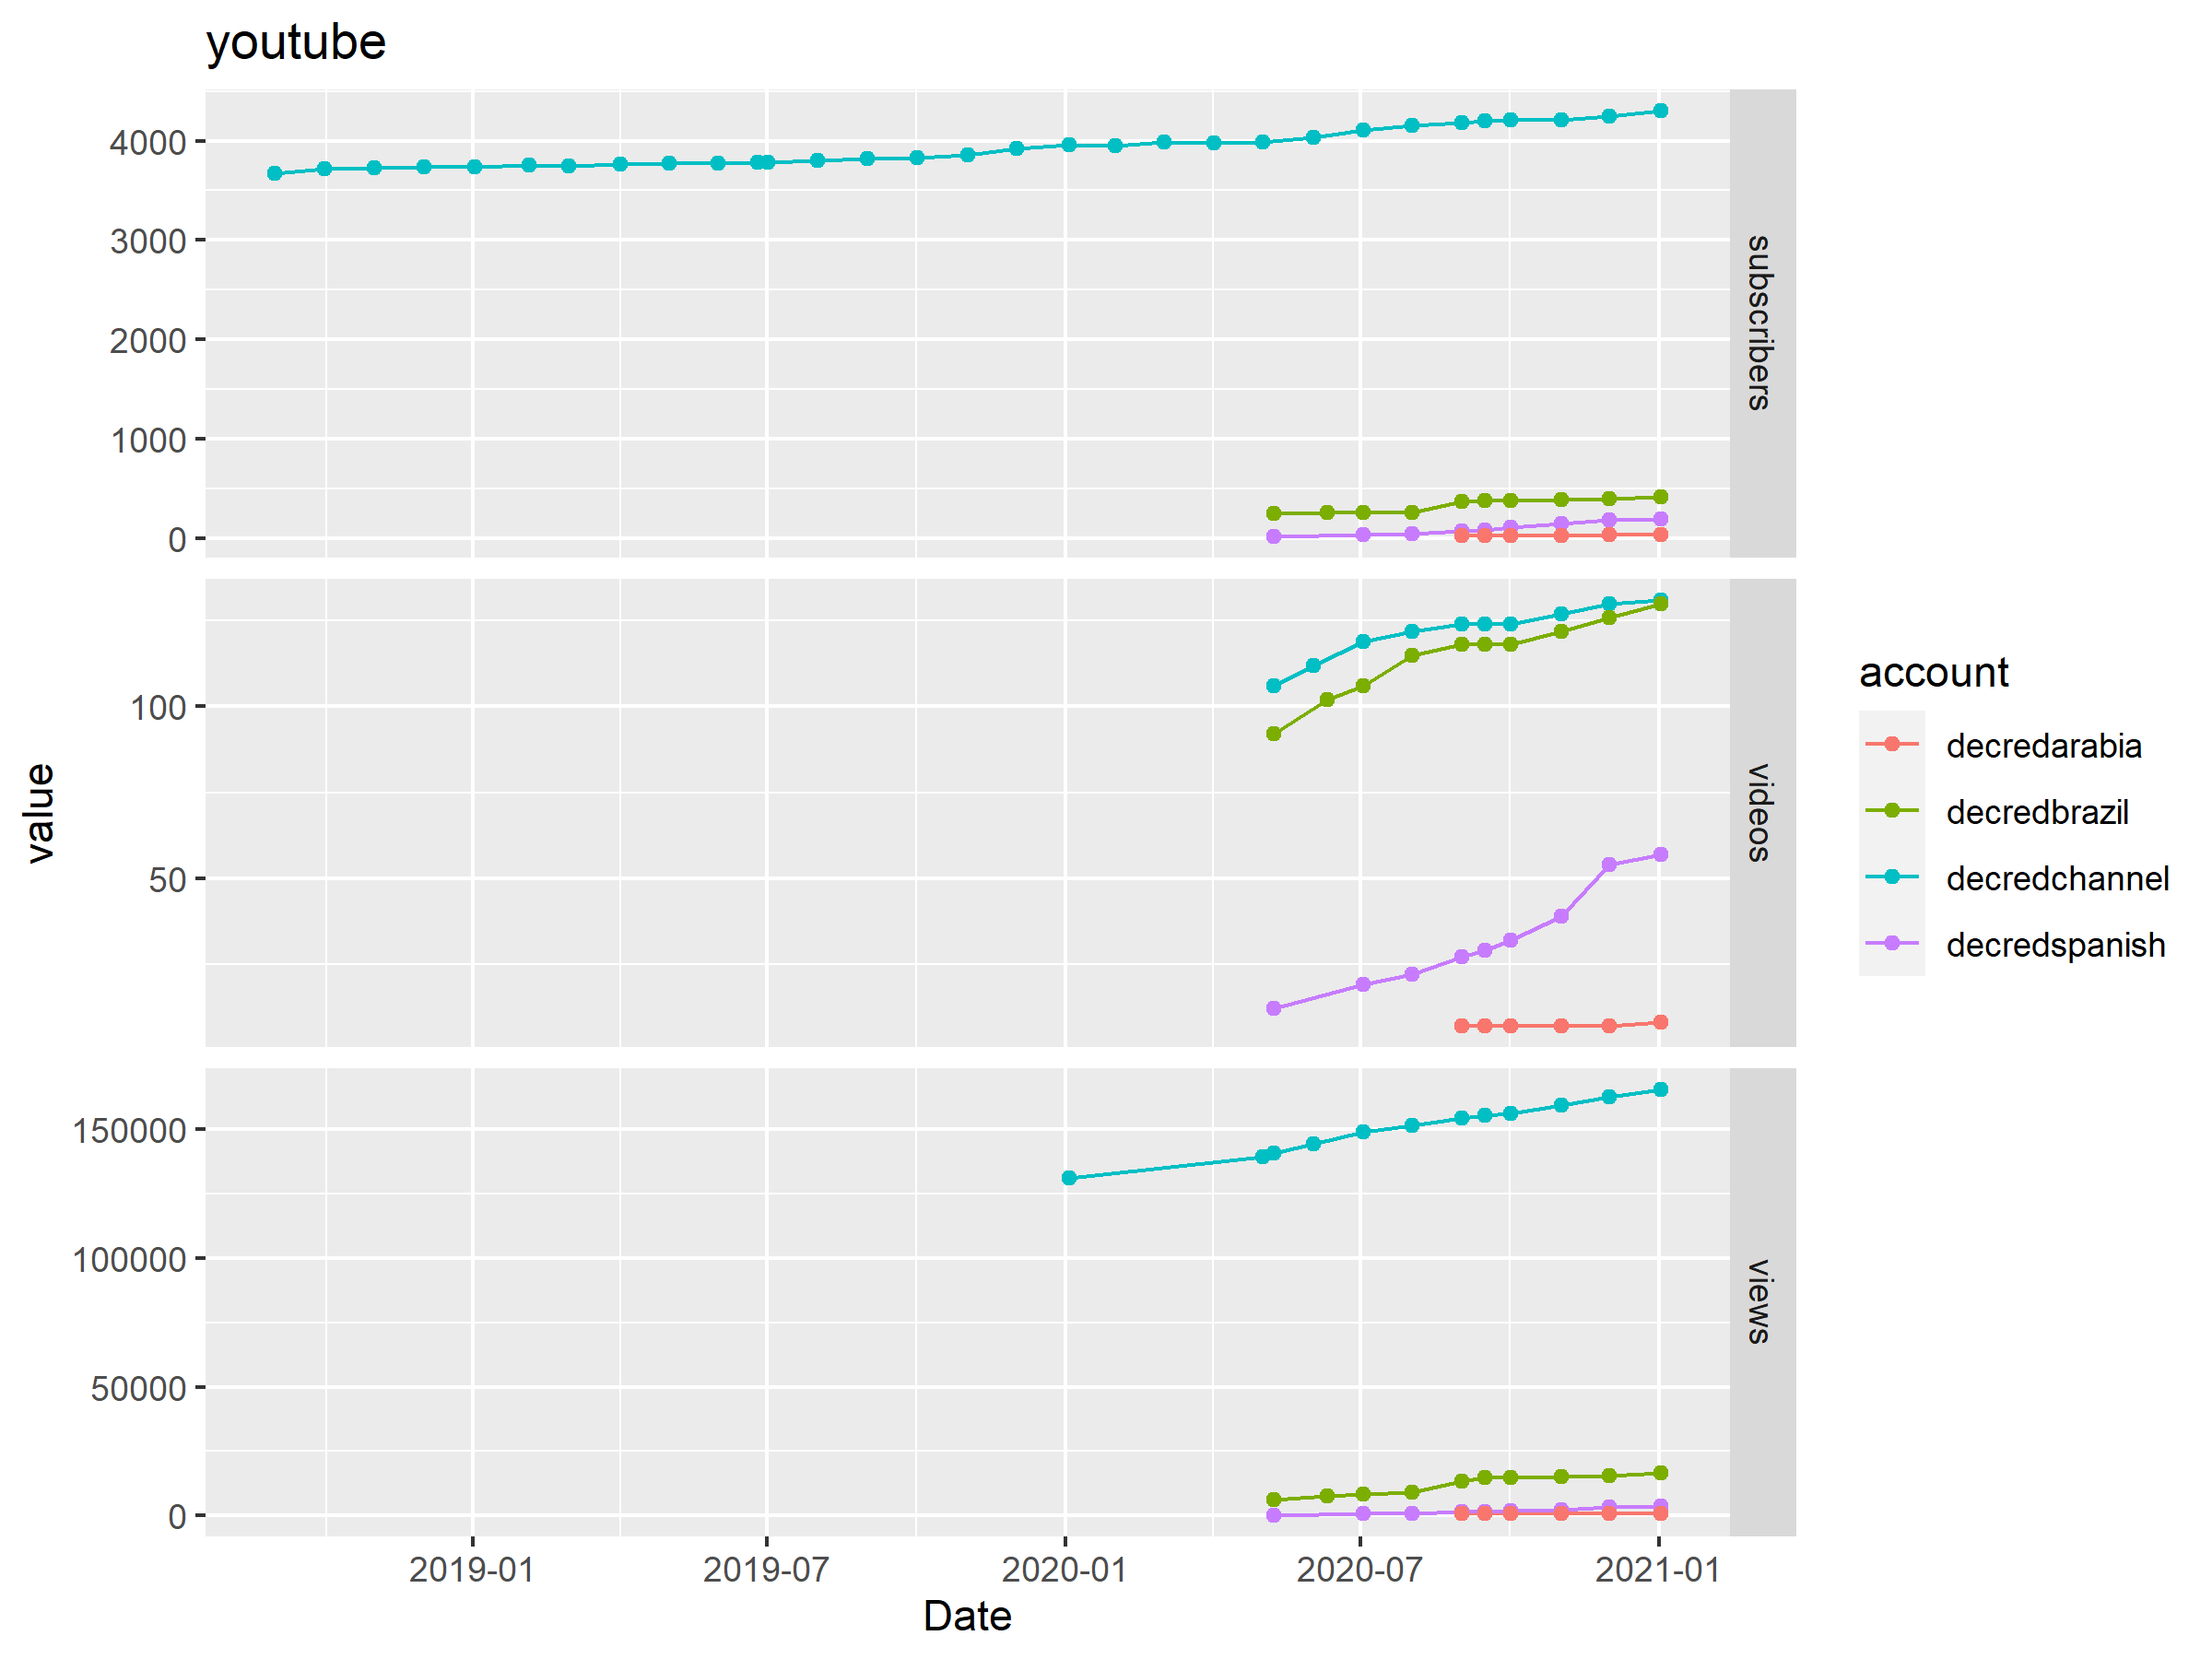 youtube
4000
3000
2000
1000
0
subscribers
100
50
videos
150000
100000
50000
0
views
value
2019-01
2019-07
2020-01
2020-07
2021-01
Date
account
decredarabia
decredbrazil
decredchannel
decredspanish